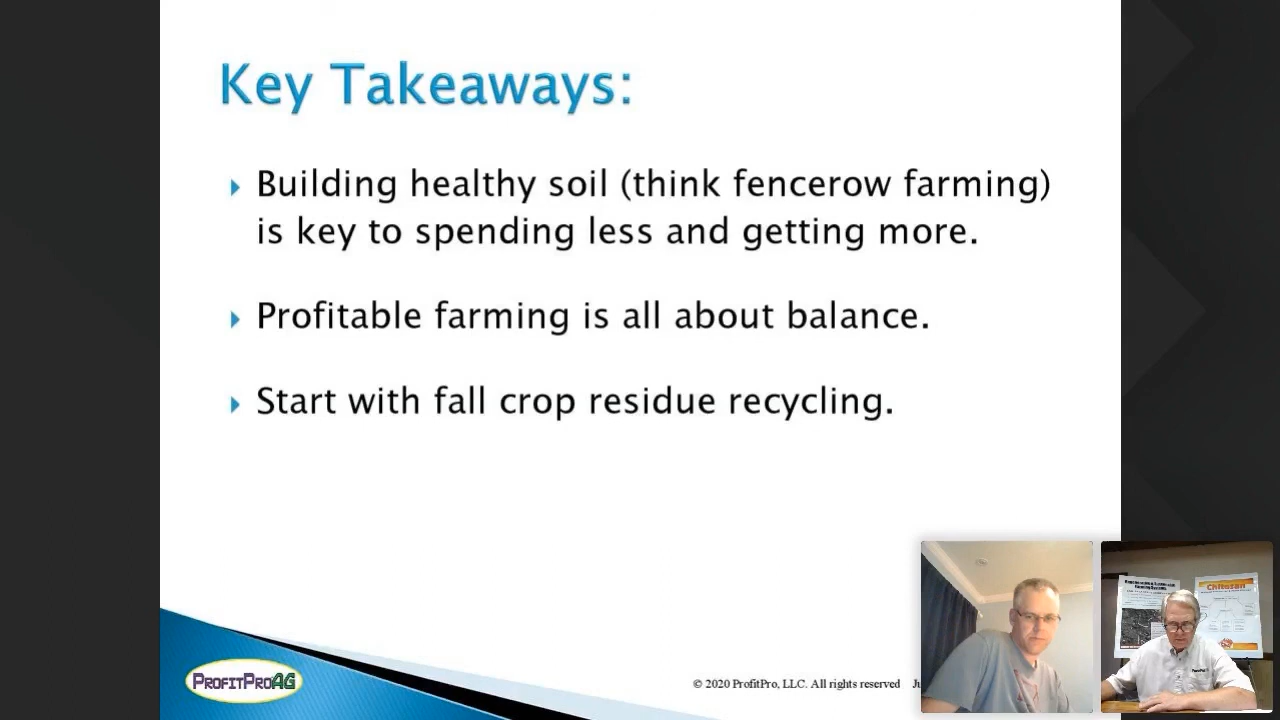 Key Takeaways:
Building healthy soil (think fencerow farming)
is key to spending less and getting more.
Profitable farming is all about balance.
Start with fall crop residue recycling.
PROFITPROAG
© 2020 ProfitPro, LLC. All rights reserved
Chitosan